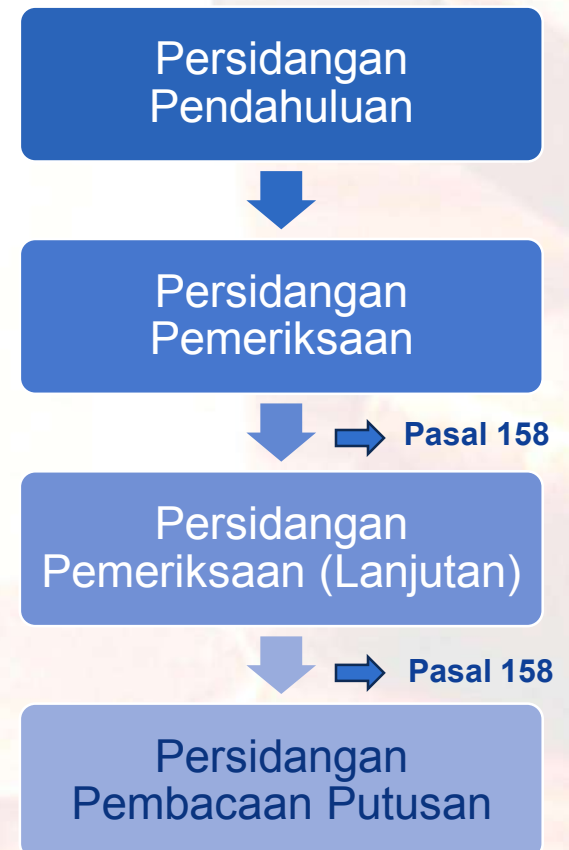 Persidangan
Pendahuluan
Persidangan
Pemeriksaan
Pasal 158
Persidangan
Pemeriksaan (Lanjutan)
Pasal 158
Persidangan
Pembacaan Putusan